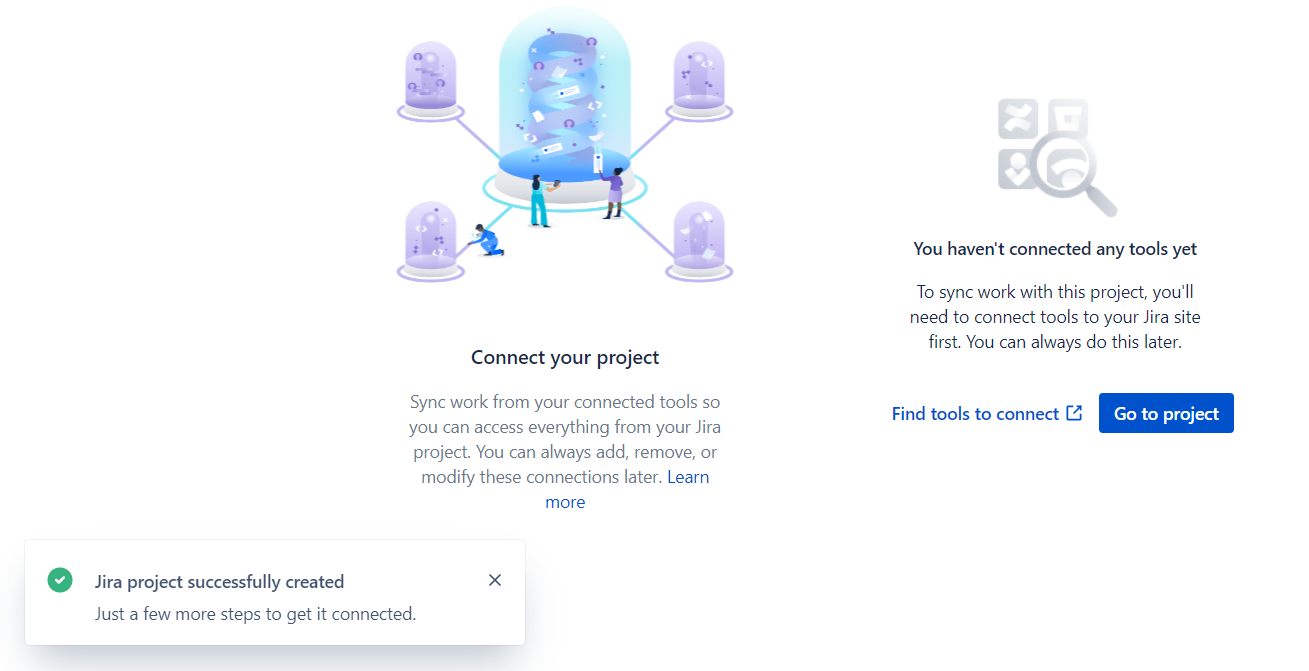 Connect your project
Sync work from your connected tools so
you can access everything from your Jira
project. You can always add, remove, or
modify these connections later. Learn
more
You haven't connected any tools yet
To sync work with this project, you'll
need to connect tools to your Jira site
first. You can always do this later.
Find tools to connect
Go to project
Jira project successfully created
Just a few more steps to get it connected.